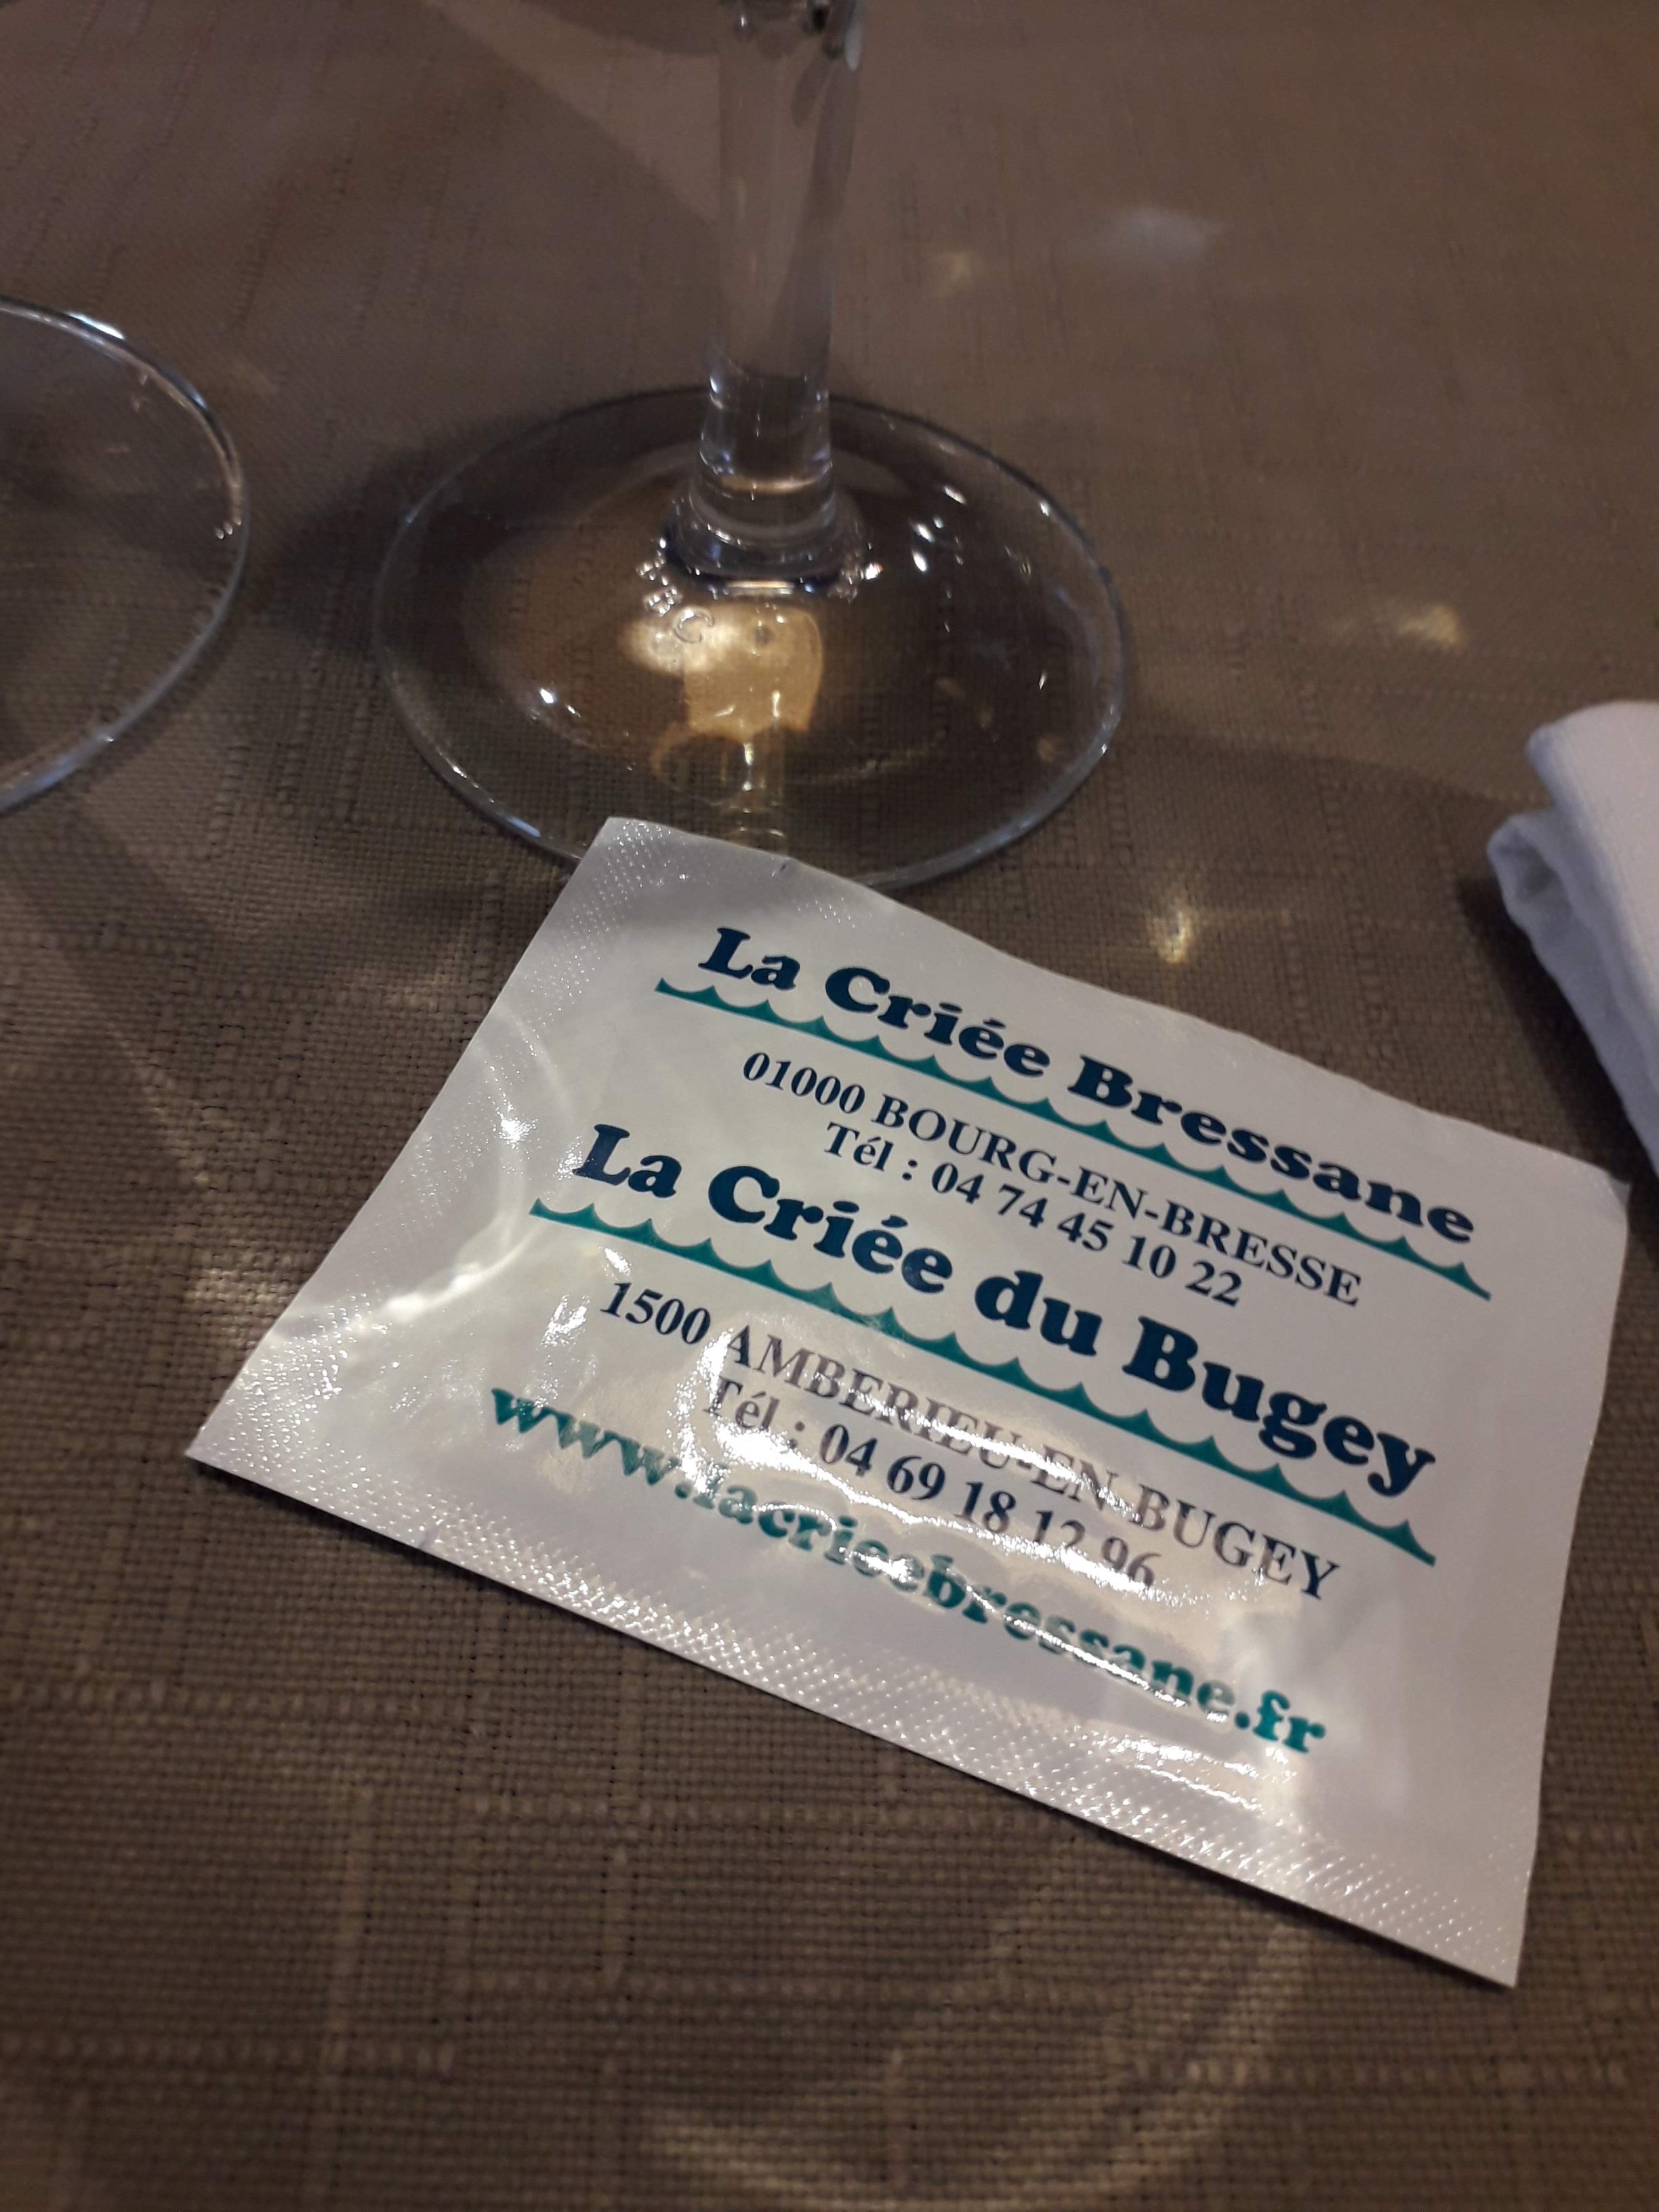 La Criée Bressane
01000 BOURG-EN-BRESSE
Tél : 04 74 45 10 22
La Criée du Bugey
1500 AMBERIEU-EN-BUGEY
Tél : 04 69 18 12 96
www.lacrieebressane.fr